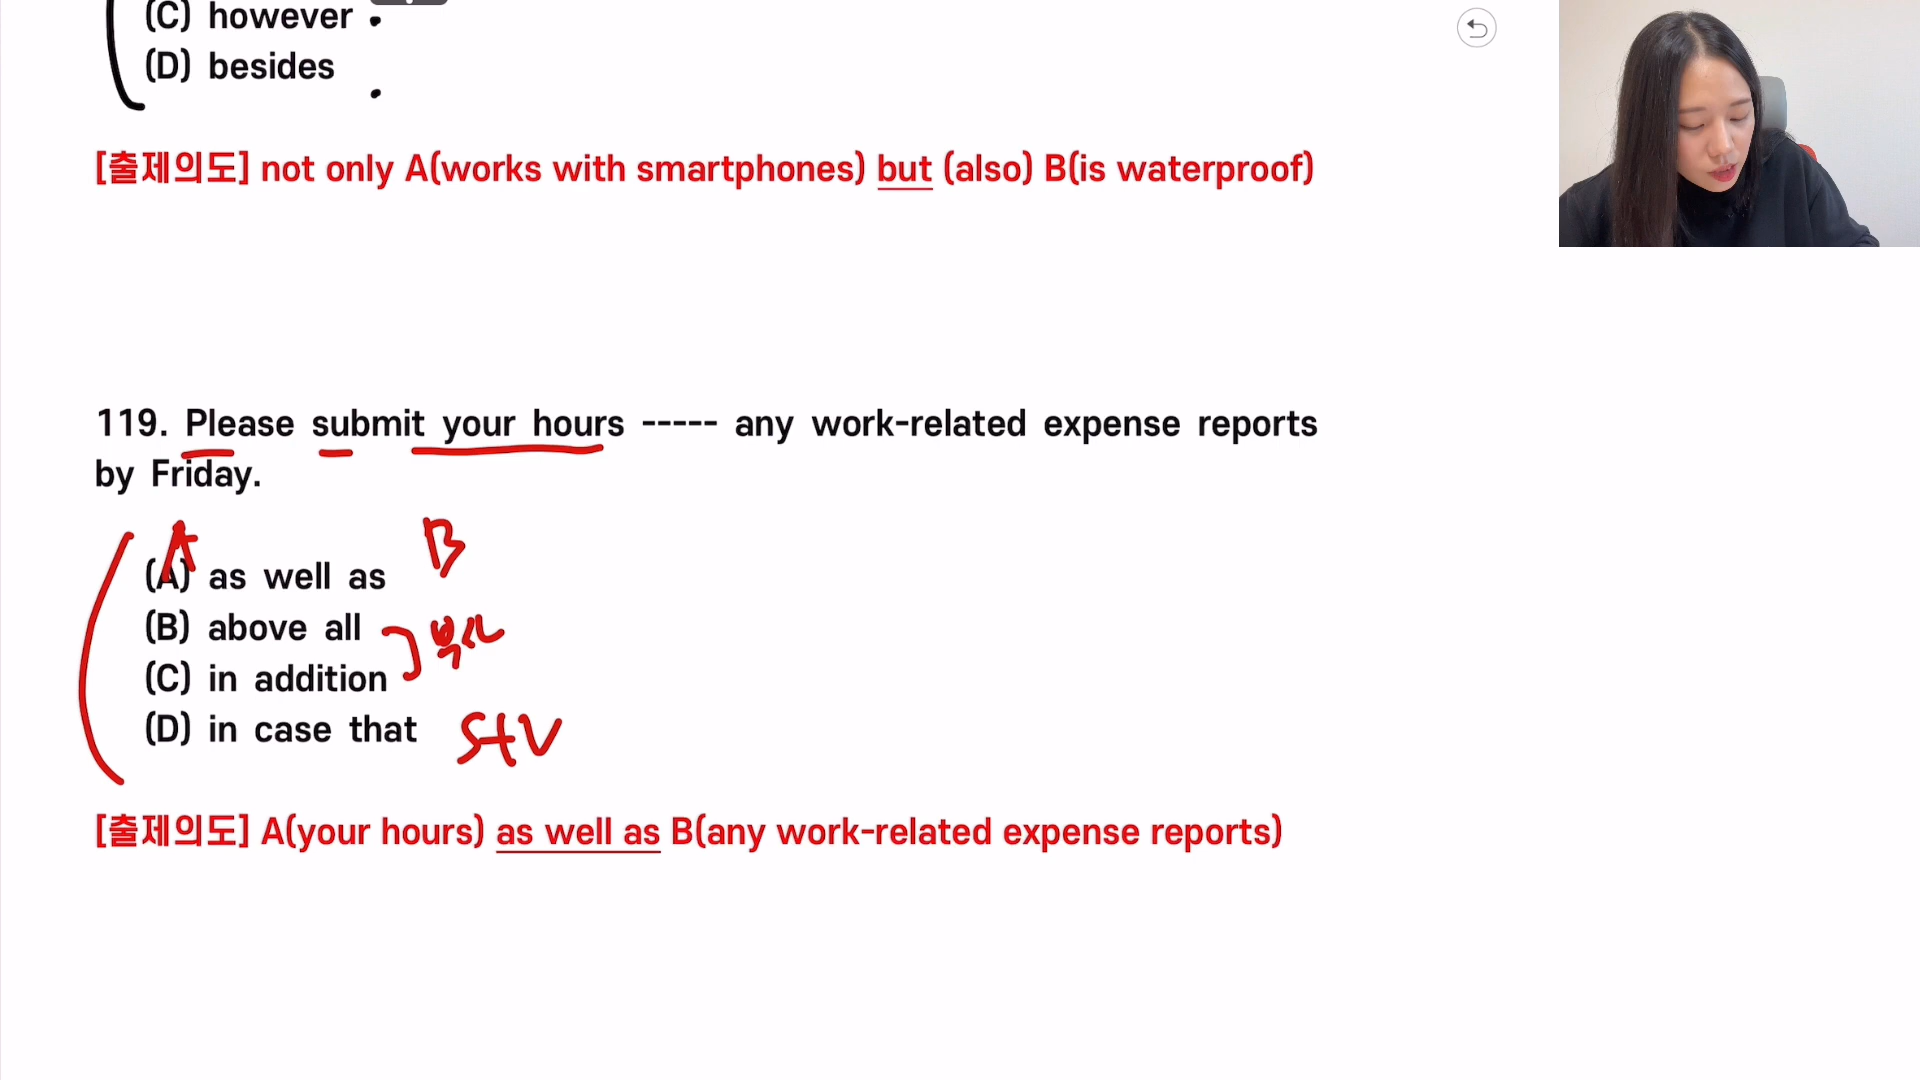 (C) however
(D) besides
[출제의도] not only A(works with smartphones) but (also) B(is waterproof)
119. Please submit your hours ----- any work-related expense reports
by Friday.
A
B
(A) as well as
(B) above all
부사
(C) in addition
(D) in case that
S+V
[출제의도] A(your hours) as well as B(any work-related expense reports)